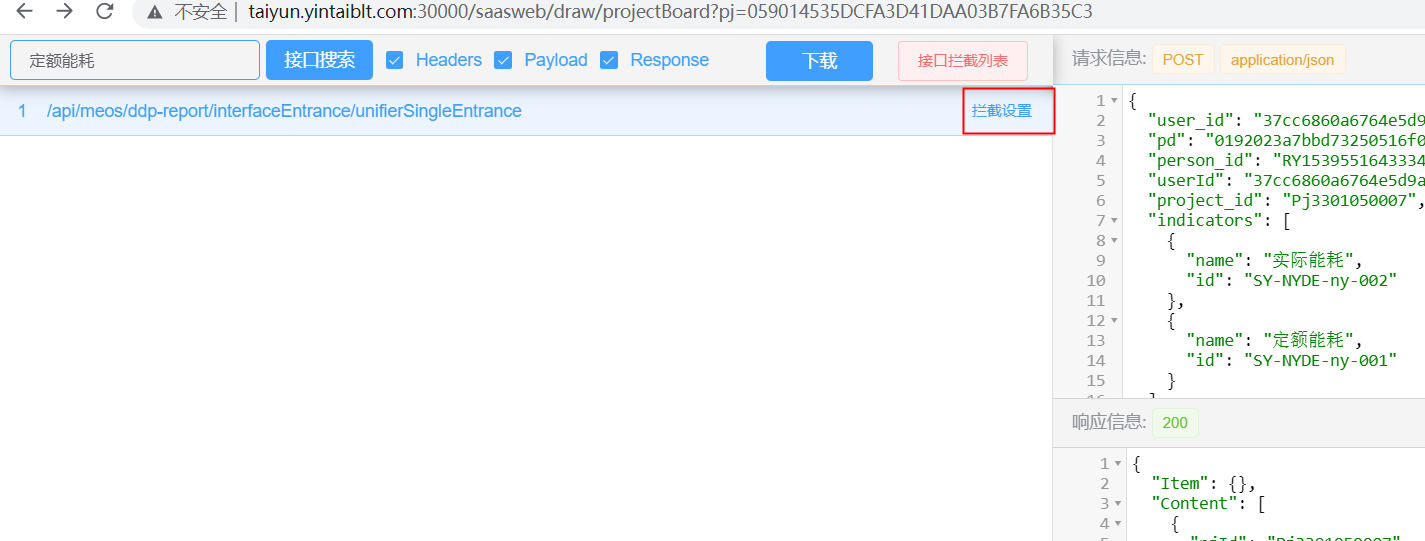 不安全 taiyun.yintaiblt.com:30000/saasweb/draw/projectBoard?pj=059014535DCFA3D41DAA03B7FA6B35C3
定额能耗 接口搜索 Headers Payload Response 下载 接口拦截列表
1 /api/meos/ddp-report/interfaceEntrance/unifierSingleEntrance 拦截设置
请求信息: POST application/json
1 {
2 "user_id": "37cc6860a6764e5d9
3 "pd": "0192023a7bbd73250516f0
4 "person_id": "RY1539551643334
5 "userId": "37cc6860a6764e5d9a
6 "project_id": "Pj3301050007",
7 "indicators": [
8 {
9 "name": "实际能耗",
10 "id": "SY-NYDE-ny-002"
11 },
12 {
13 "name": "定额能耗",
14 "id": "SY-NYDE-ny-001"
15 }
16 ]
响应信息: 200
1 {
2 "Item": {},
3 "Content": [
4 {
5 "pjId": "Pj3301050007"